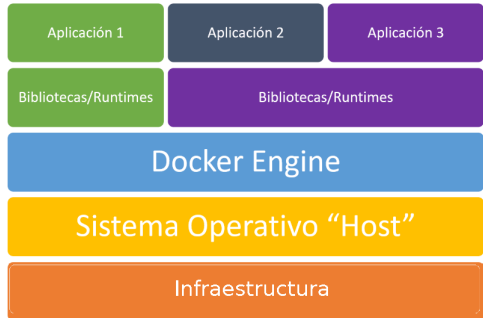 Aplicación 1
Aplicación 2
Aplicación 3
Bibliotecas/Runtimes
Bibliotecas/Runtimes
Docker Engine
Sistema Operativo “Host”
Infraestructura